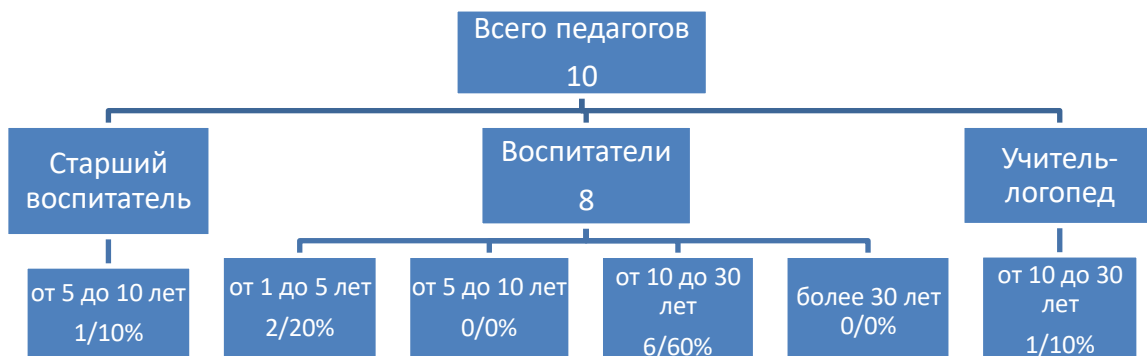 Всего педагогов
10
Старший
воспитатель
Воспитатели
8
Учитель-
логопед
от 5 до 10 лет
1/10%
от 1 до 5 лет
2/20%
от 5 до 10 лет
0/0%
от 10 до 30
лет
6/60%
более 30 лет
0/0%
от 10 до 30
лет
1/10%